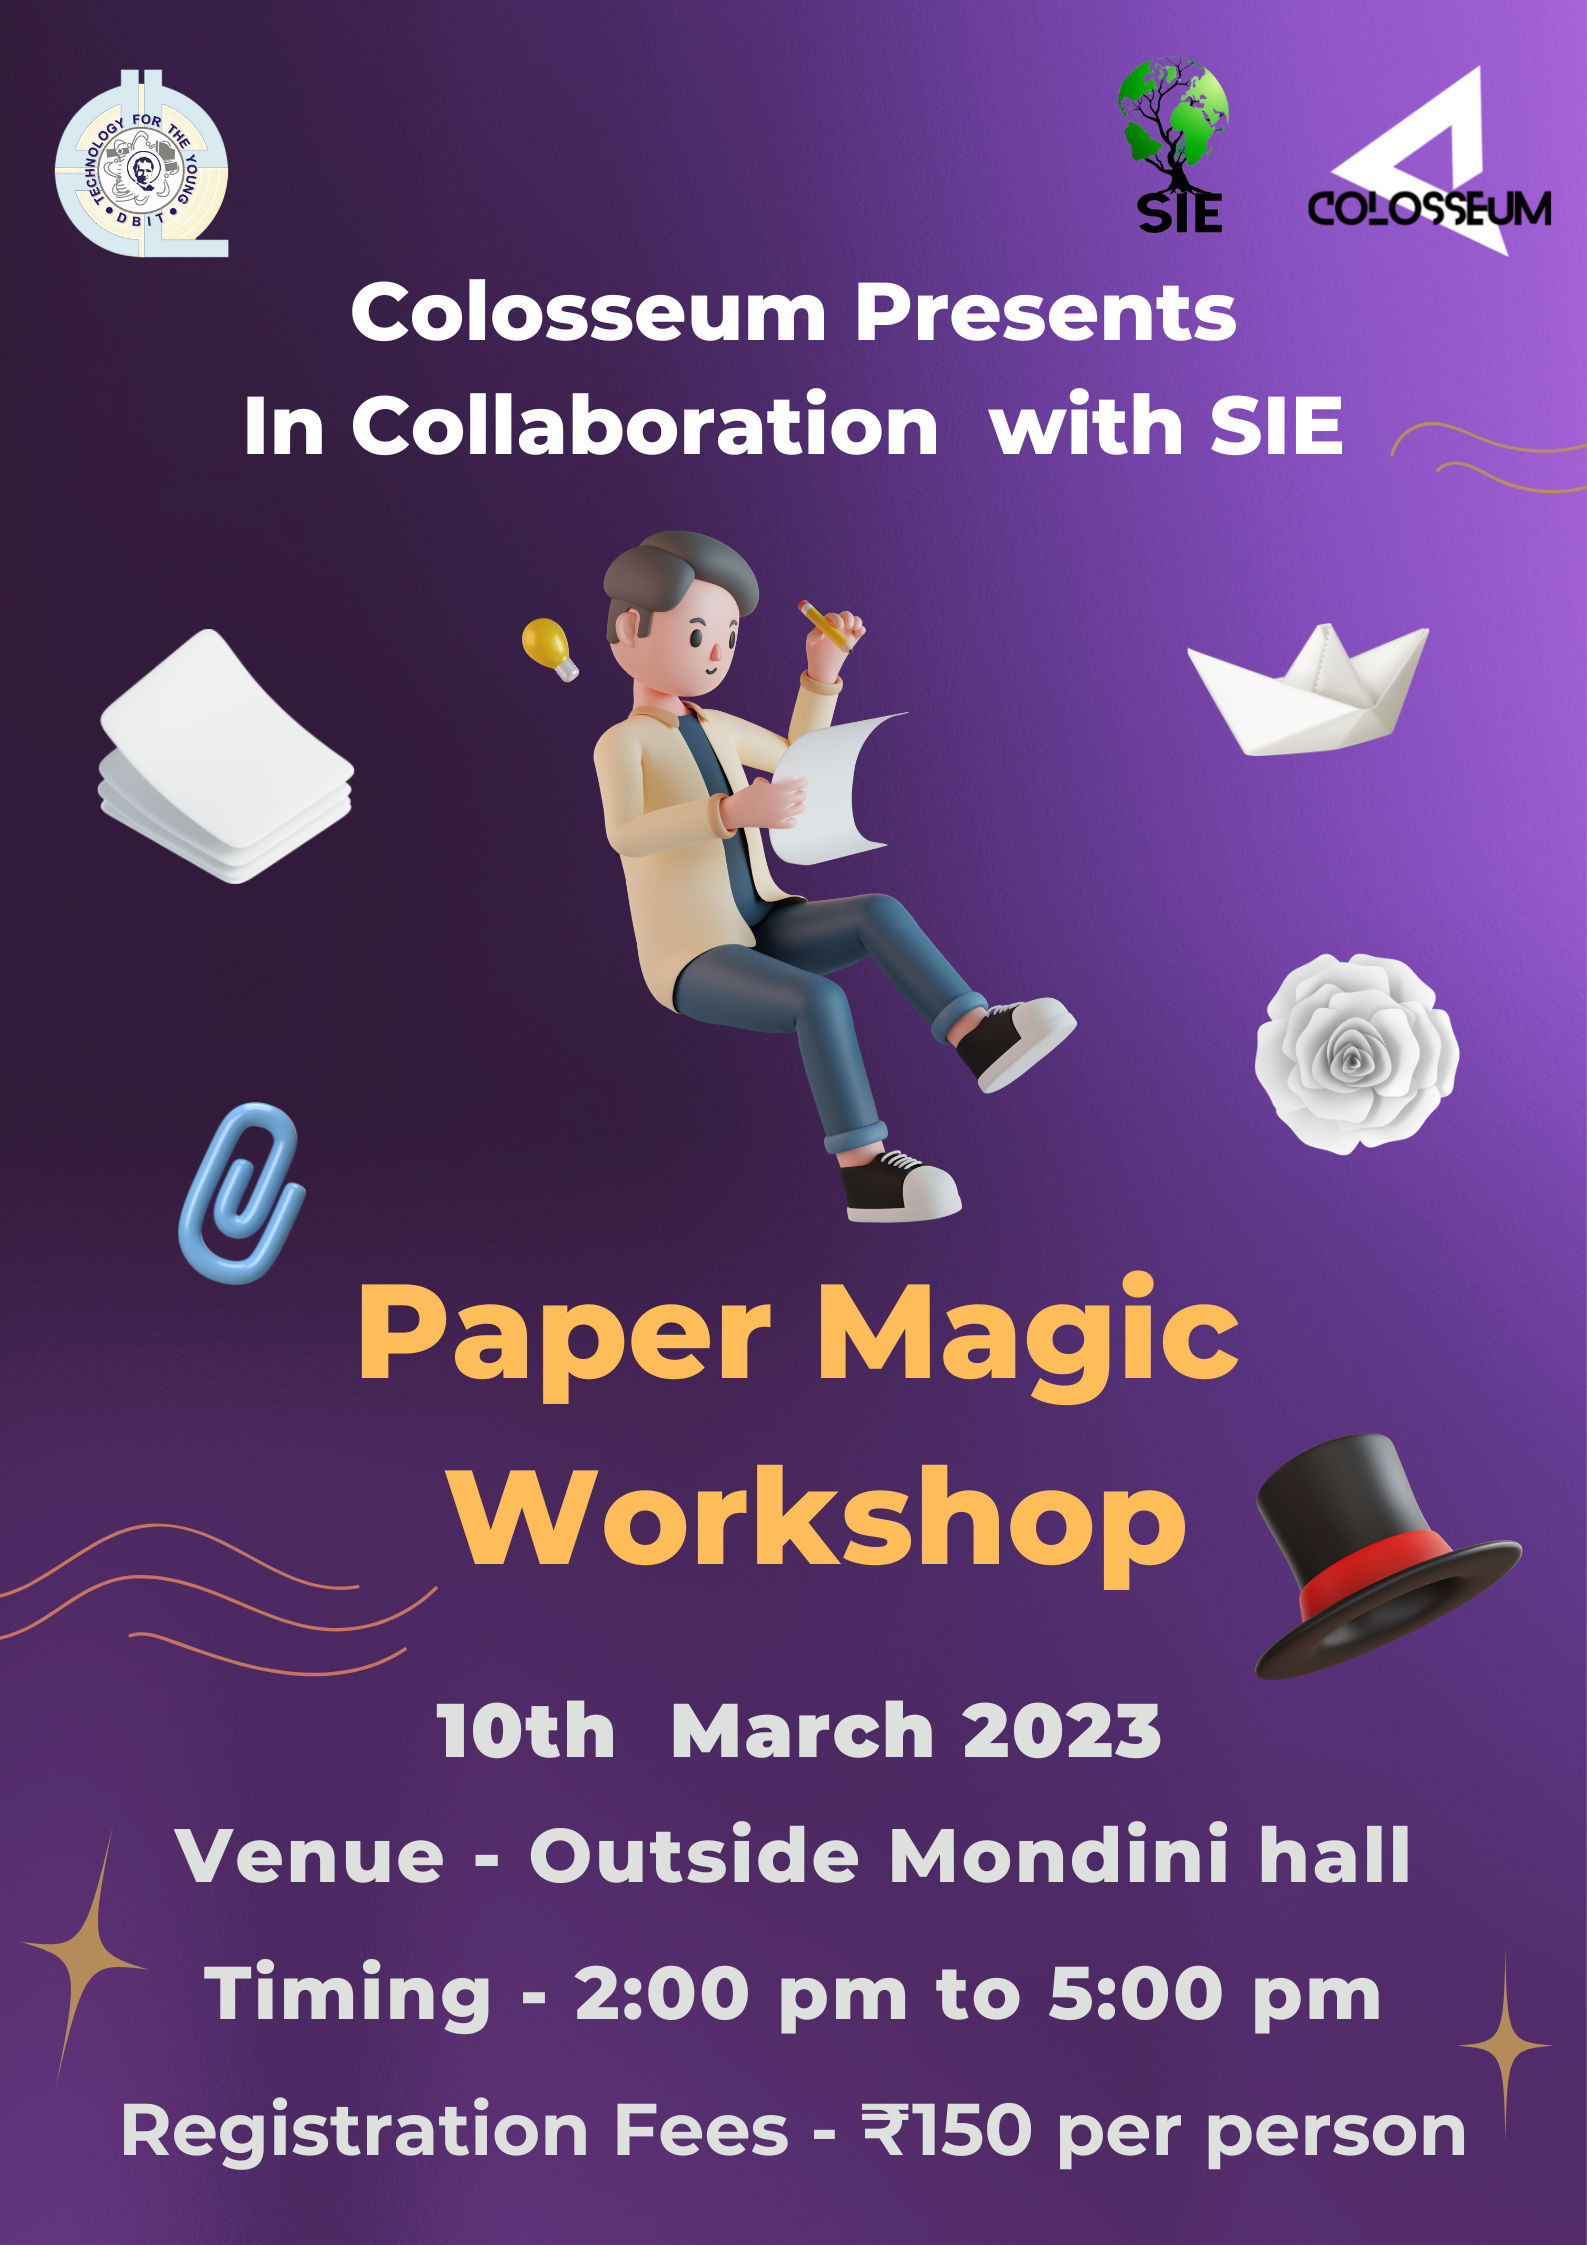 TECHNOLOGY FOR THE YOUNG
DBIT
SIE
COLOSSEUM
Colosseum Presents
In Collaboration with SIE
Paper Magic
Workshop
10th March 2023
Venue - Outside Mondini hall
Timing - 2:00 pm to 5:00 pm
Registration Fees - ₹150 per person